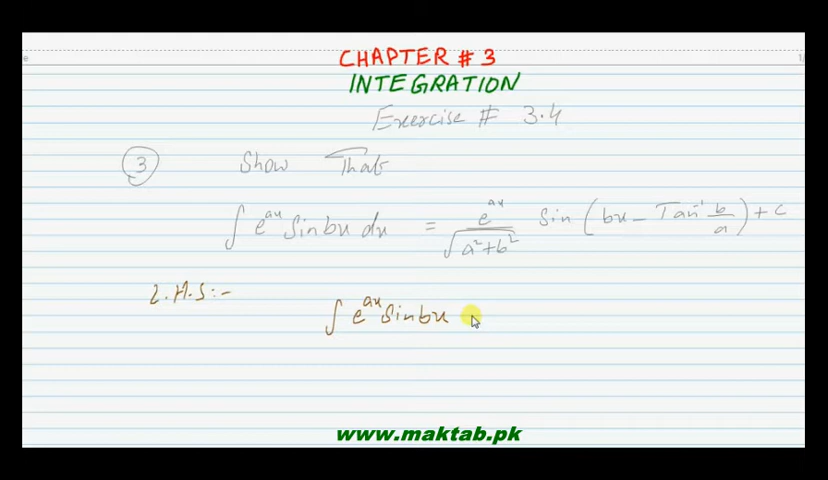 CHAPTER # 3
INTEGRATION
Exercise # 3.4
3 Show That
∫ e^{ax} Sin bx dx = e^{ax} / √(a²+b²) Sin (bx - Tan⁻¹ b/a) + c
L.H.S:-
∫ e^{ax} Sin bx
www.maktab.pk